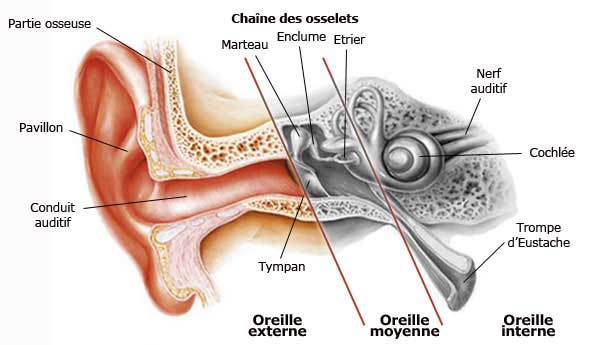 Chaîne des osselets
Partie osseuse
Marteau
Enclume
Etrier
Nerf
auditif
Pavillon
Cochlée
Conduit
auditif
Trompe
d'Eustache
Tympan
Oreille
externe
Oreille
moyenne
Oreille
interne